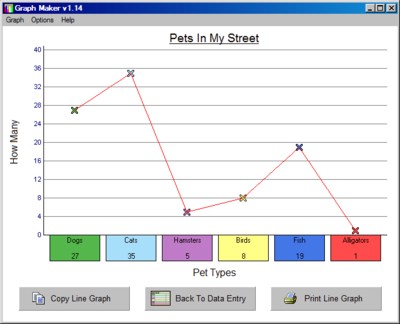 Graph Maker v1.14
Graph Options Help
Pets In My Street
40
36
32
28
24
20
16
12
8
4
0
How Many
Dogs Cats Hamsters Birds Fish Alligators
27 35 5 8 19 1
Pet Types
Copy Line Graph Back To Data Entry Print Line Graph